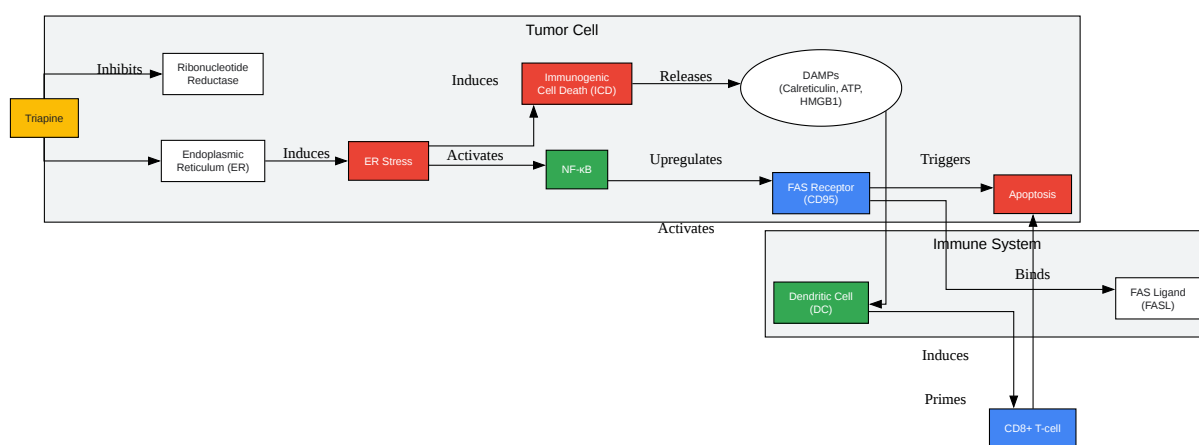 Tumor Cell
Inhibits
Ribonucleotide
Reductase
Induces
Immunogenic
Cell Death (ICD)
Releases
DAMPs
(Calreticulin, ATP,
HMGB1)
Triapine
Endoplasmic
Reticulum (ER)
Induces
ER Stress
Activates
NF-κB
Upregulates
FAS Receptor
(CD95)
Triggers
Apoptosis
Activates
Immune System
Binds
Dendritic Cell
(DC)
FAS Ligand
(FASL)
Induces
Primes
CD8+ T-cell